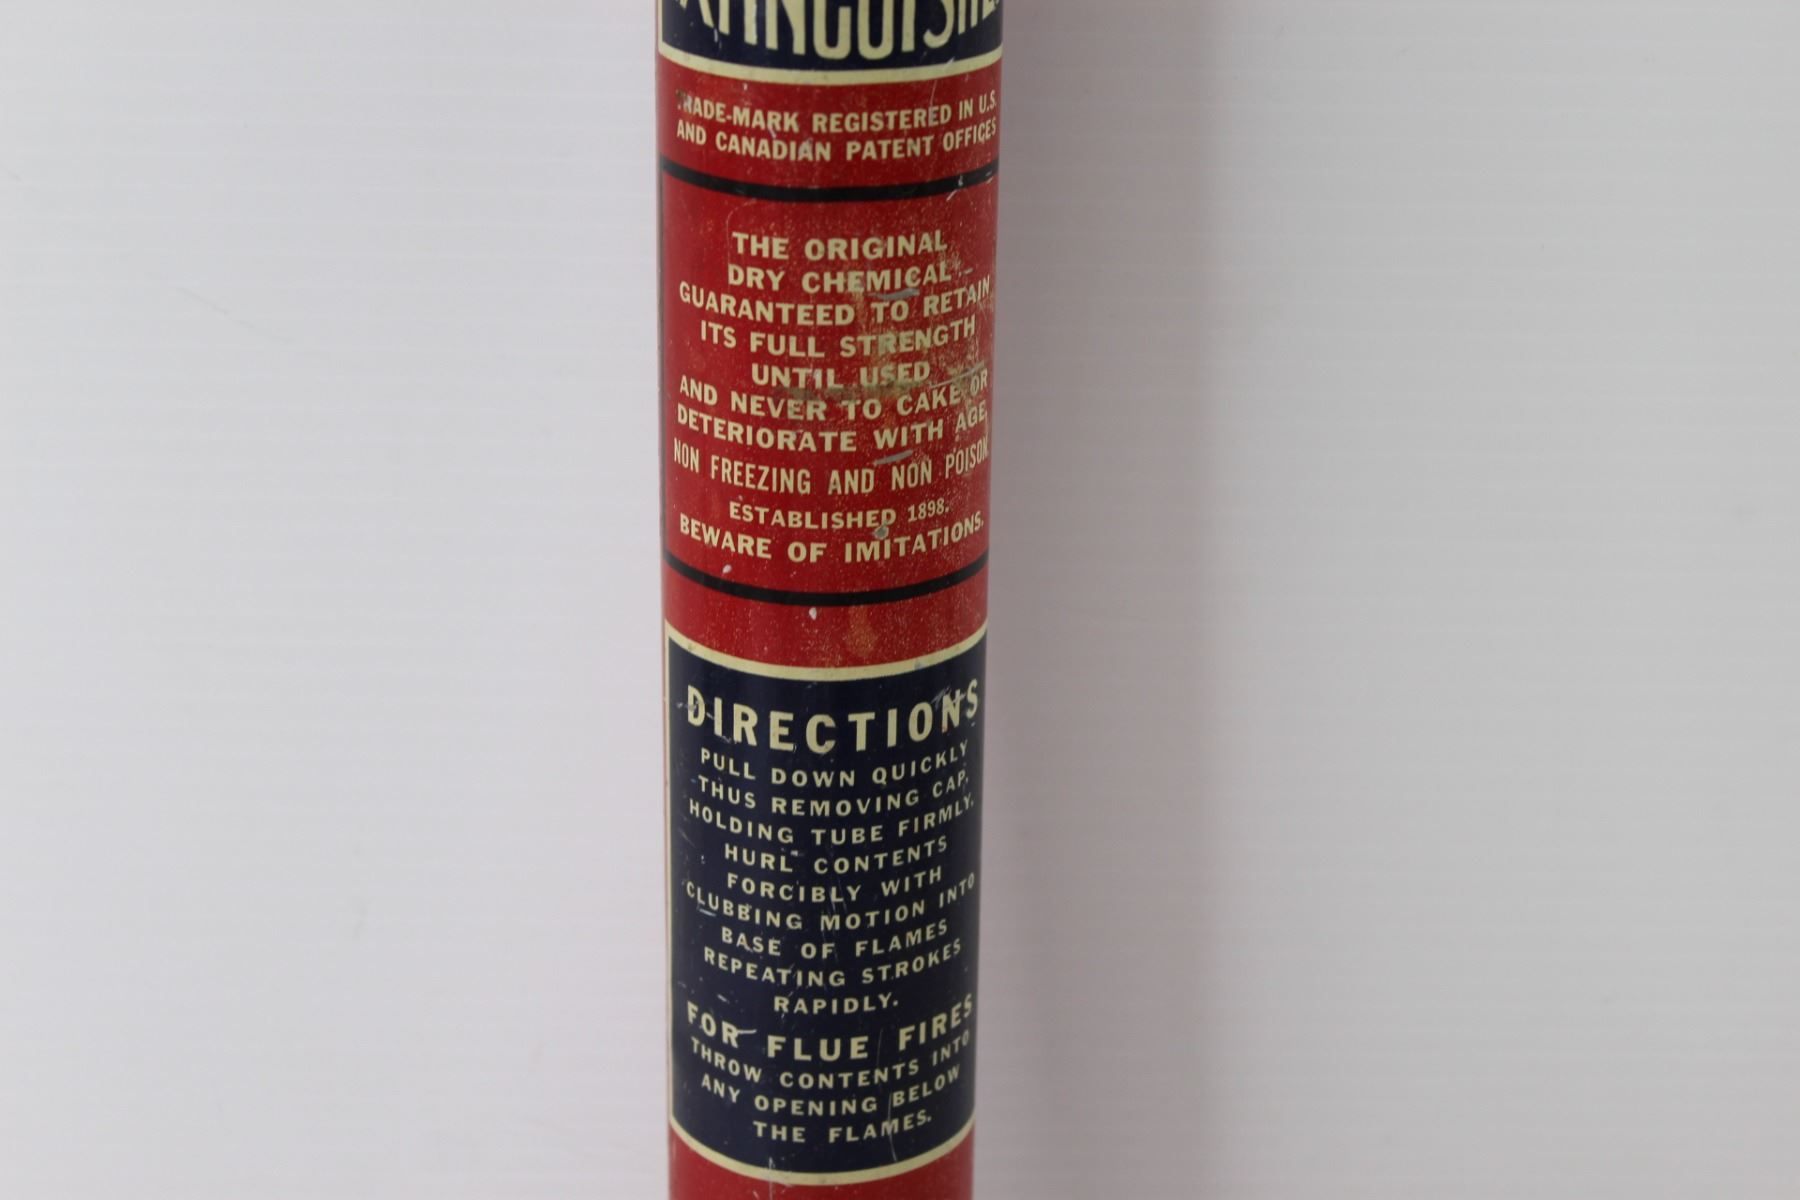 TRADE-MARK REGISTERED IN U.S.
AND CANADIAN PATENT OFFICES
THE ORIGINAL
DRY CHEMICAL
GUARANTEED TO RETAIN
ITS FULL STRENGTH
UNTIL USED
AND NEVER TO CAKE OR
DETERIORATE WITH AGE,
NON FREEZING AND NON POISON.
ESTABLISHED 1898.
BEWARE OF IMITATIONS.
DIRECTIONS
PULL DOWN QUICKLY
THUS REMOVING CAP,
HOLDING TUBE FIRMLY.
HURL CONTENTS
FORCIBLY WITH
CLUBBING MOTION INTO
BASE OF FLAMES
REPEATING STROKES
RAPIDLY.
FOR FLUE FIRES
THROW CONTENTS INTO
ANY OPENING BELOW
THE FLAMES.